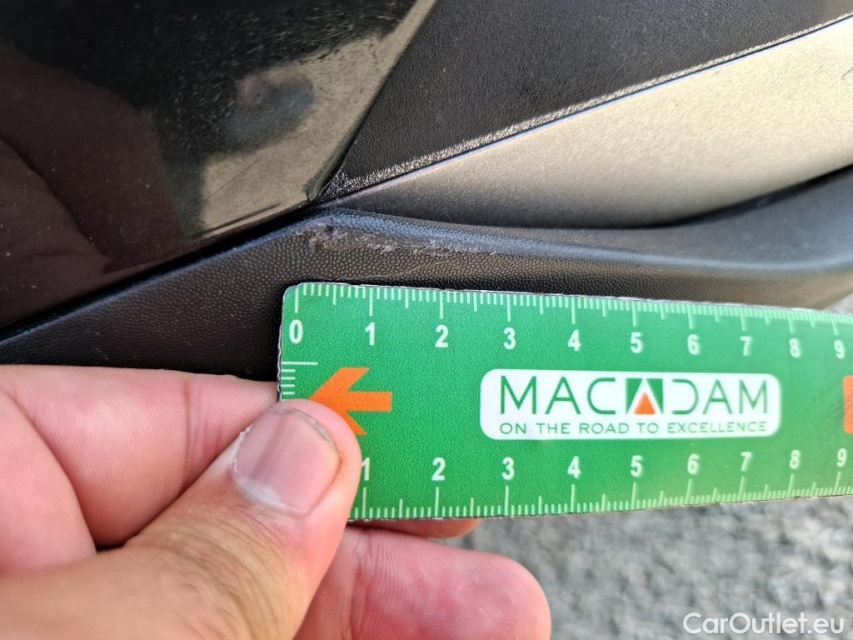 0 1 2 3 4 5 6 7 8 9
MACADAM
ON THE ROAD TO EXCELLENCE
1 2 3 4 5 6 7 8 9
CarOutlet.eu